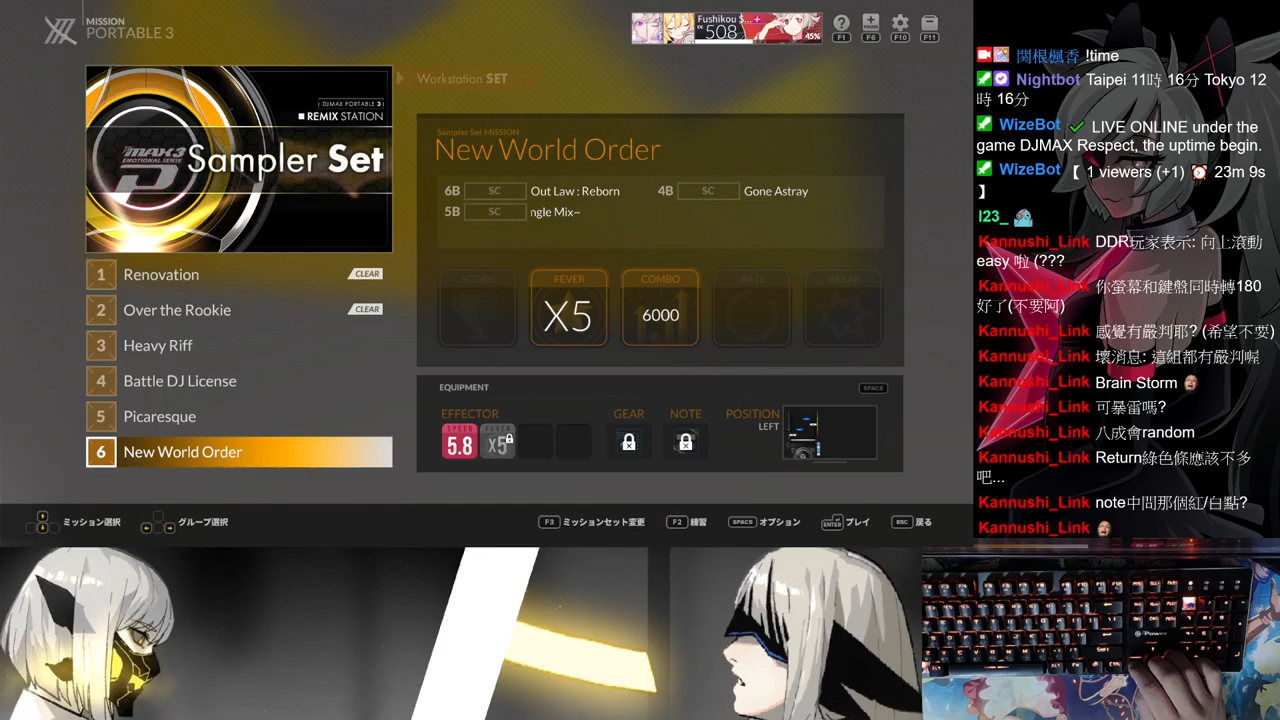 MISSION
PORTABLE 3
Fushikou S...
LV. 508
45%
F1
PASS
F6
F10
F11
DJMAX PORTABLE 3
REMIX STATION
MAX3
EMOTIONAL SENSE
Sampler Set
1 Renovation CLEAR
2 Over the Rookie CLEAR
3 Heavy Riff
4 Battle DJ License
5 Picaresque
6 New World Order
Workstation SET
Sampler Set MISSION
New World Order
6B SC Out Law : Reborn
4B SC Gone Astray
5B SC ngle Mix~
SCORE
FEVER
X5
COMBO
6000
RATE
BREAK
EQUIPMENT
SPACE
EFFECTOR
SPEED
5.8
FEVER
X5
GEAR
NOTE
POSITION
LEFT
ミッション選択
グループ選択
F3 ミッションセット変更
F2 練習
SPACE オプション
ENTER プレイ
ESC 戻る
関根楓香 !time
Nightbot Taipei 11時 16分 Tokyo 12
時 16分
WizeBot LIVE ONLINE under the
game DJMAX Respect, the uptime begin.
WizeBot 【 1 viewers (+1) ⏰ 23m 9s
】
I23_
Kannushi_Link DDR玩家表示: 向上滾動
easy 啦 (???
Kannushi_Link 你螢幕和鍵盤同時轉180
好了(不要阿)
Kannushi_Link 感覺有嚴判耶? (希望不要)
Kannushi_Link 壞消息: 這組都有嚴判喔
Kannushi_Link Brain Storm
Kannushi_Link 可暴雷嗎?
Kannushi_Link 八成會random
Kannushi_Link Return綠色條應該不多
吧...
Kannushi_Link note中間那個紅/白點?
Kannushi_Link